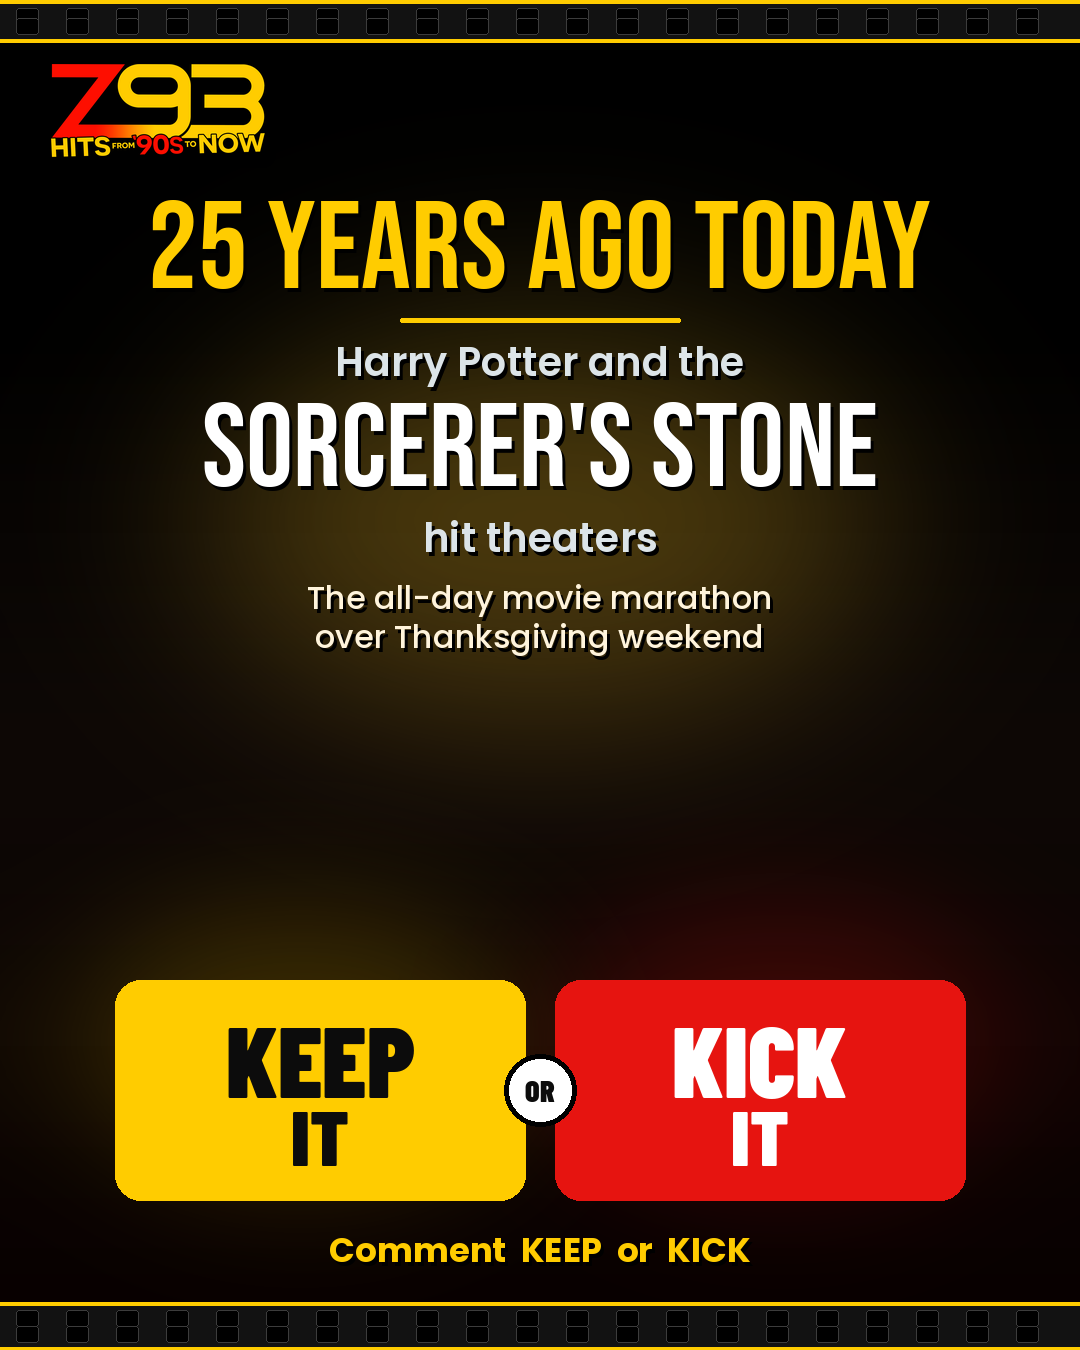 Z93
HITS FROM '90S TO NOW
25 YEARS AGO TODAY
Harry Potter and the
SORCERER'S STONE
hit theaters
The all-day movie marathon
over Thanksgiving weekend
KEEP
IT
OR
KICK
IT
Comment KEEP or KICK